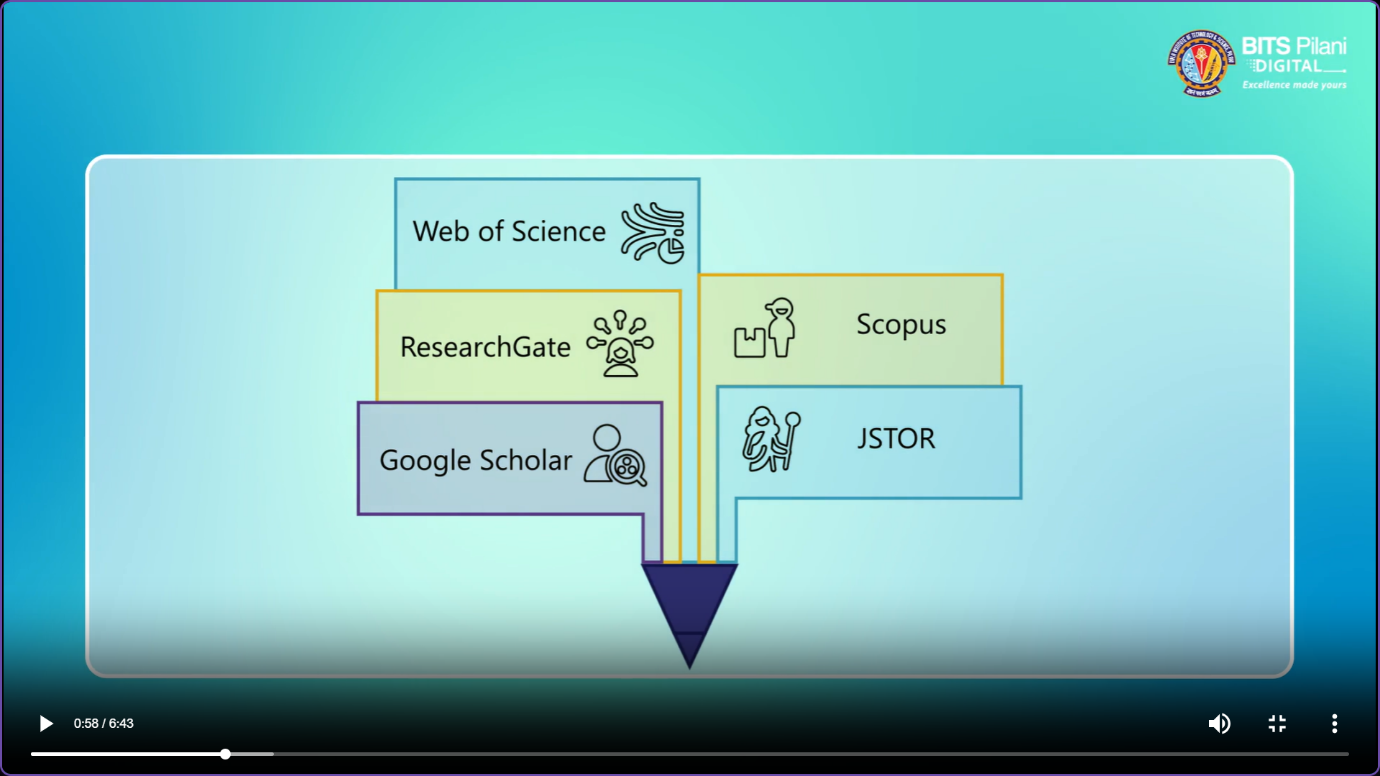 BITS Pilani
DIGITAL
Excellence made yours
Web of Science
ResearchGate
Scopus
Google Scholar
JSTOR
0:58 / 6:43